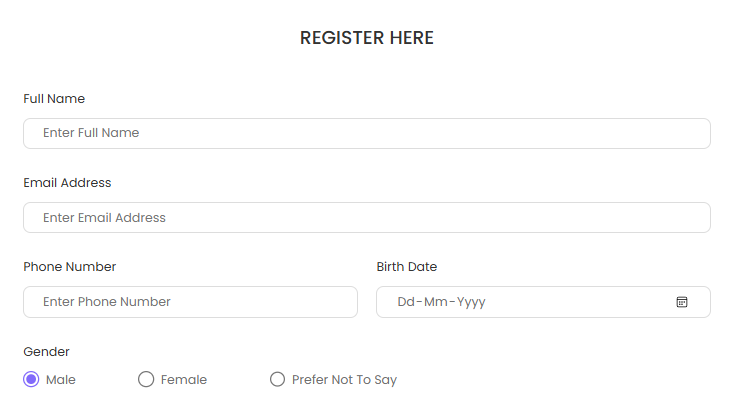 REGISTER HERE
Full Name
Enter Full Name
Email Address
Enter Email Address
Phone Number Birth Date
Enter Phone Number Dd-Mm-Yyyy
Gender
Male Female Prefer Not To Say